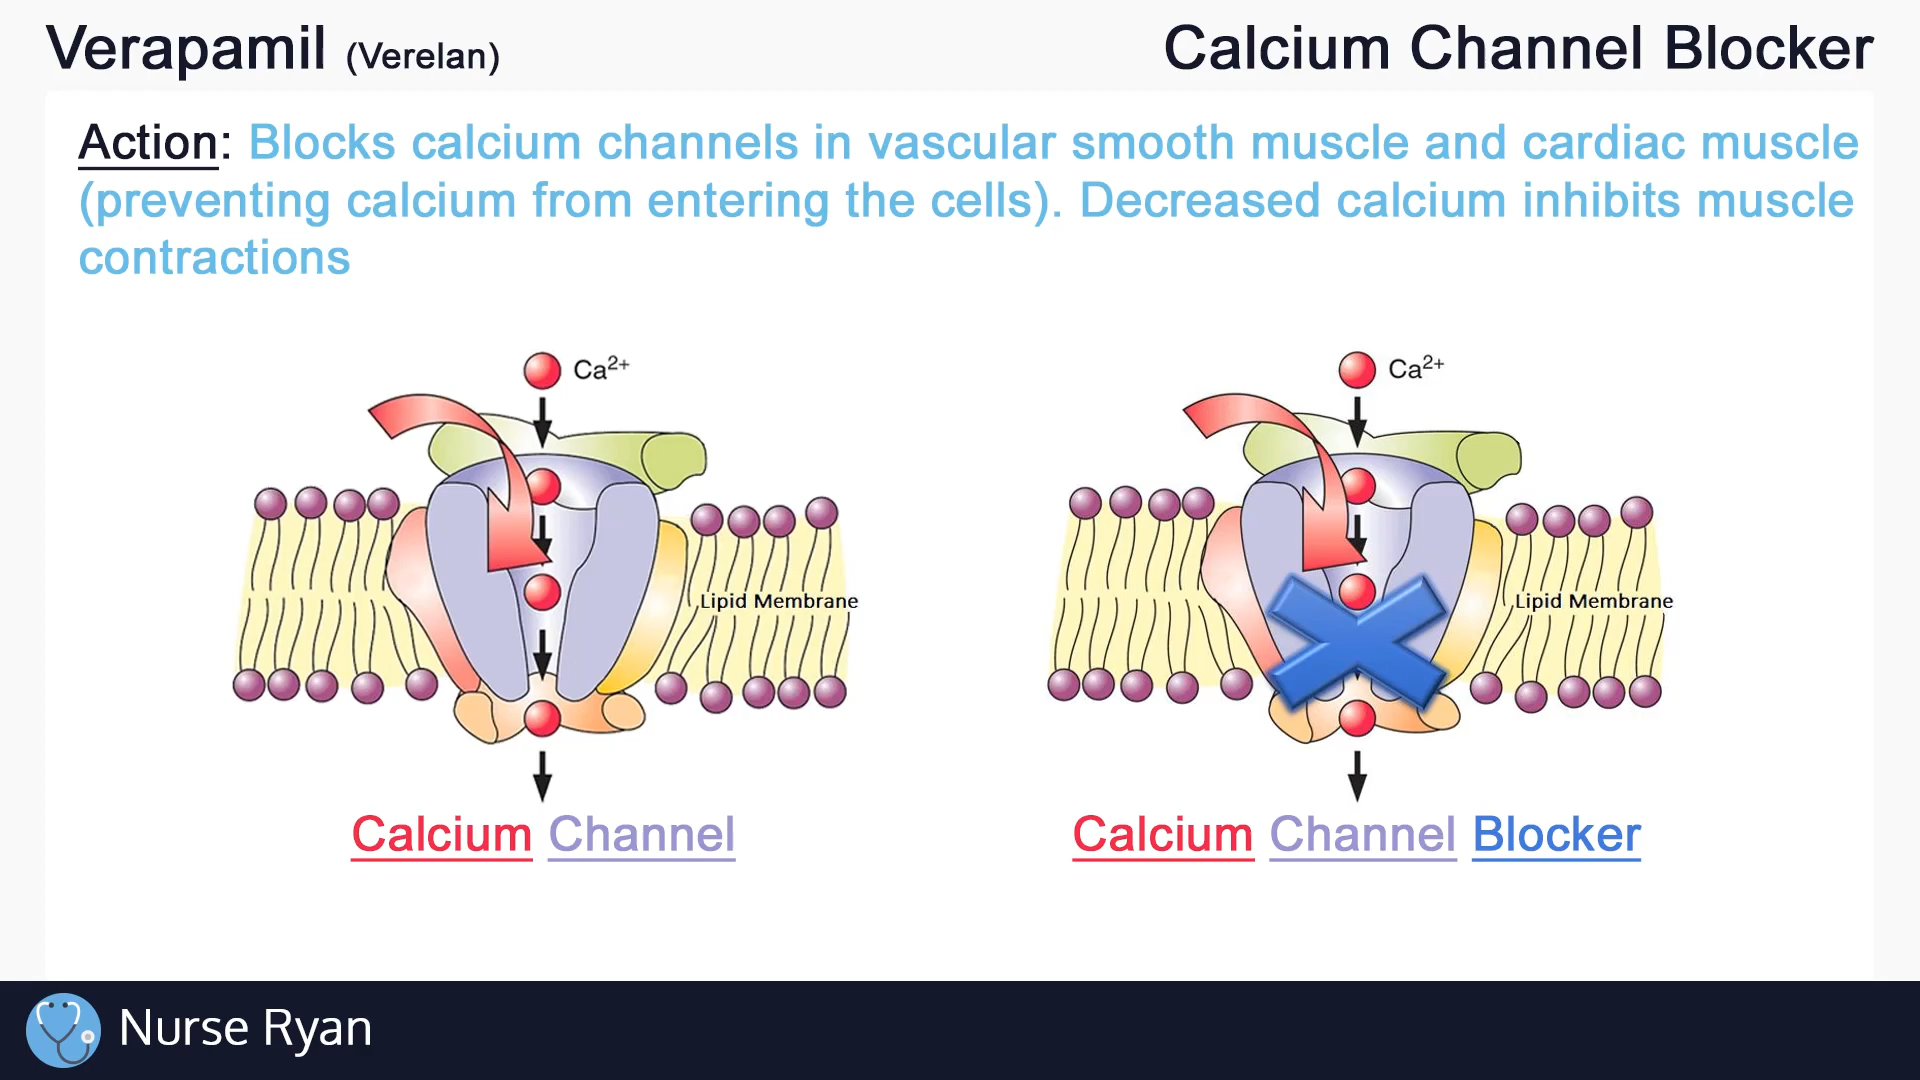 Verapamil (Verelan)
Calcium Channel Blocker
Action: Blocks calcium channels in vascular smooth muscle and cardiac muscle
(preventing calcium from entering the cells). Decreased calcium inhibits muscle
contractions
Ca2+
Lipid Membrane
Calcium Channel
Ca2+
Lipid Membrane
Calcium Channel Blocker
Nurse Ryan